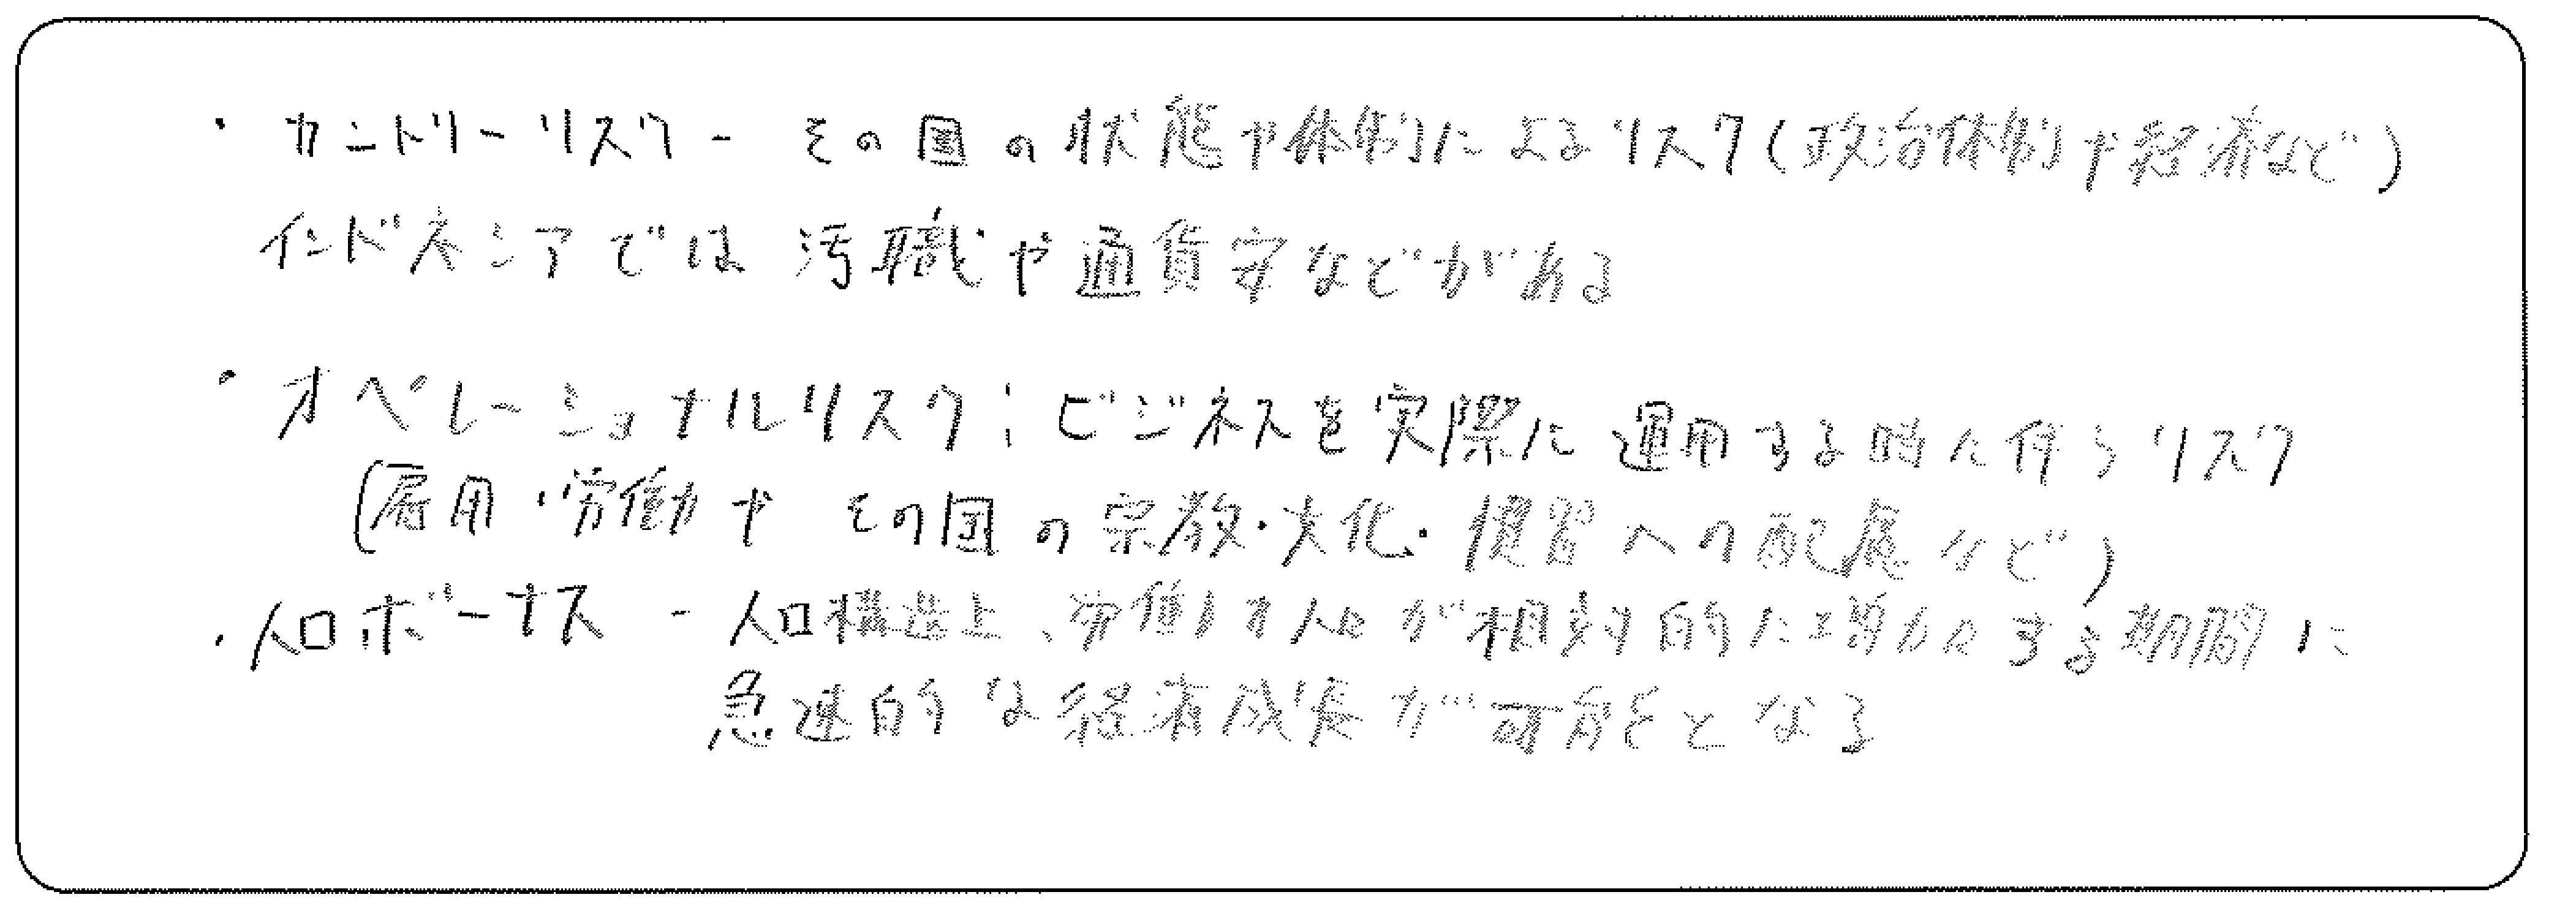 ・カントリーリスク - その国の状態や体制によるリスク(政治体制や経済など)
インドネシアでは汚職や通貨安などがある
・オペレーショナルリスク:ビジネスを実際に運用する時に伴うリスク
(雇用・労働力や その国の宗教・文化・慣習への配慮など)
・人口ボーナス - 人口構造上、労働力人口が相対的に増加する期間に
急速的な経済成長が可能となる